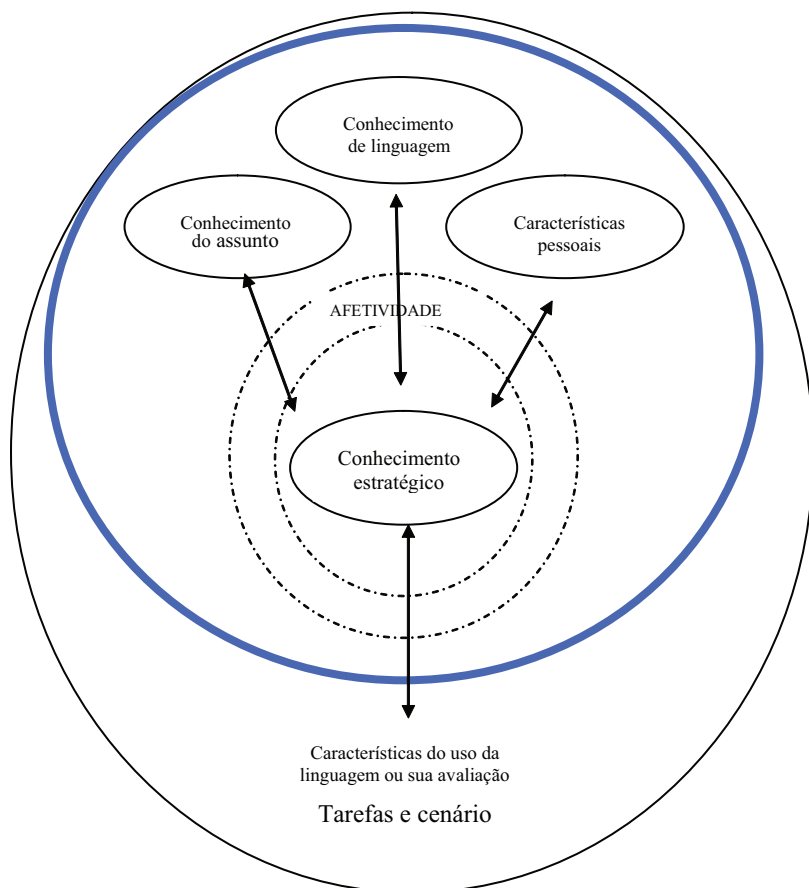 Conhecimento
de linguagem
Conhecimento
do assunto
Características
pessoais
AFETIVIDADE
Conhecimento
estratégico
Características do uso da
linguagem ou sua avaliação
Tarefas e cenário